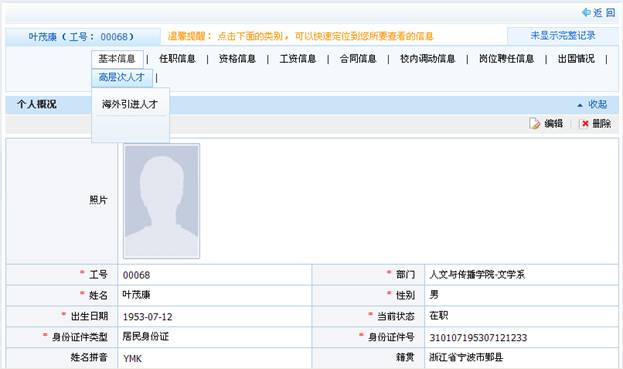 返 回
叶茂康（ 工号： 00068） 温馨提醒： 点击下面的类别， 可以快速定位到您所要查看的信息 未显示完整记录
基本信息 | 任职信息 | 资格信息 | 工资信息 | 合同信息 | 校内调动信息 | 岗位聘任信息 | 出国情况 |
高层次人才 |
海外引进人才
个人概况 收起
编辑 | 删除
照片
* 工号 00068 * 部门 人文与传播学院-文学系
* 姓名 叶茂康 * 性别 男
* 出生日期 1953-07-12 * 当前状态 在职
* 身份证件类型 居民身份证 * 身份证件号 310107195307121233
姓名拼音 YMK 籍贯 浙江省宁波市鄞县